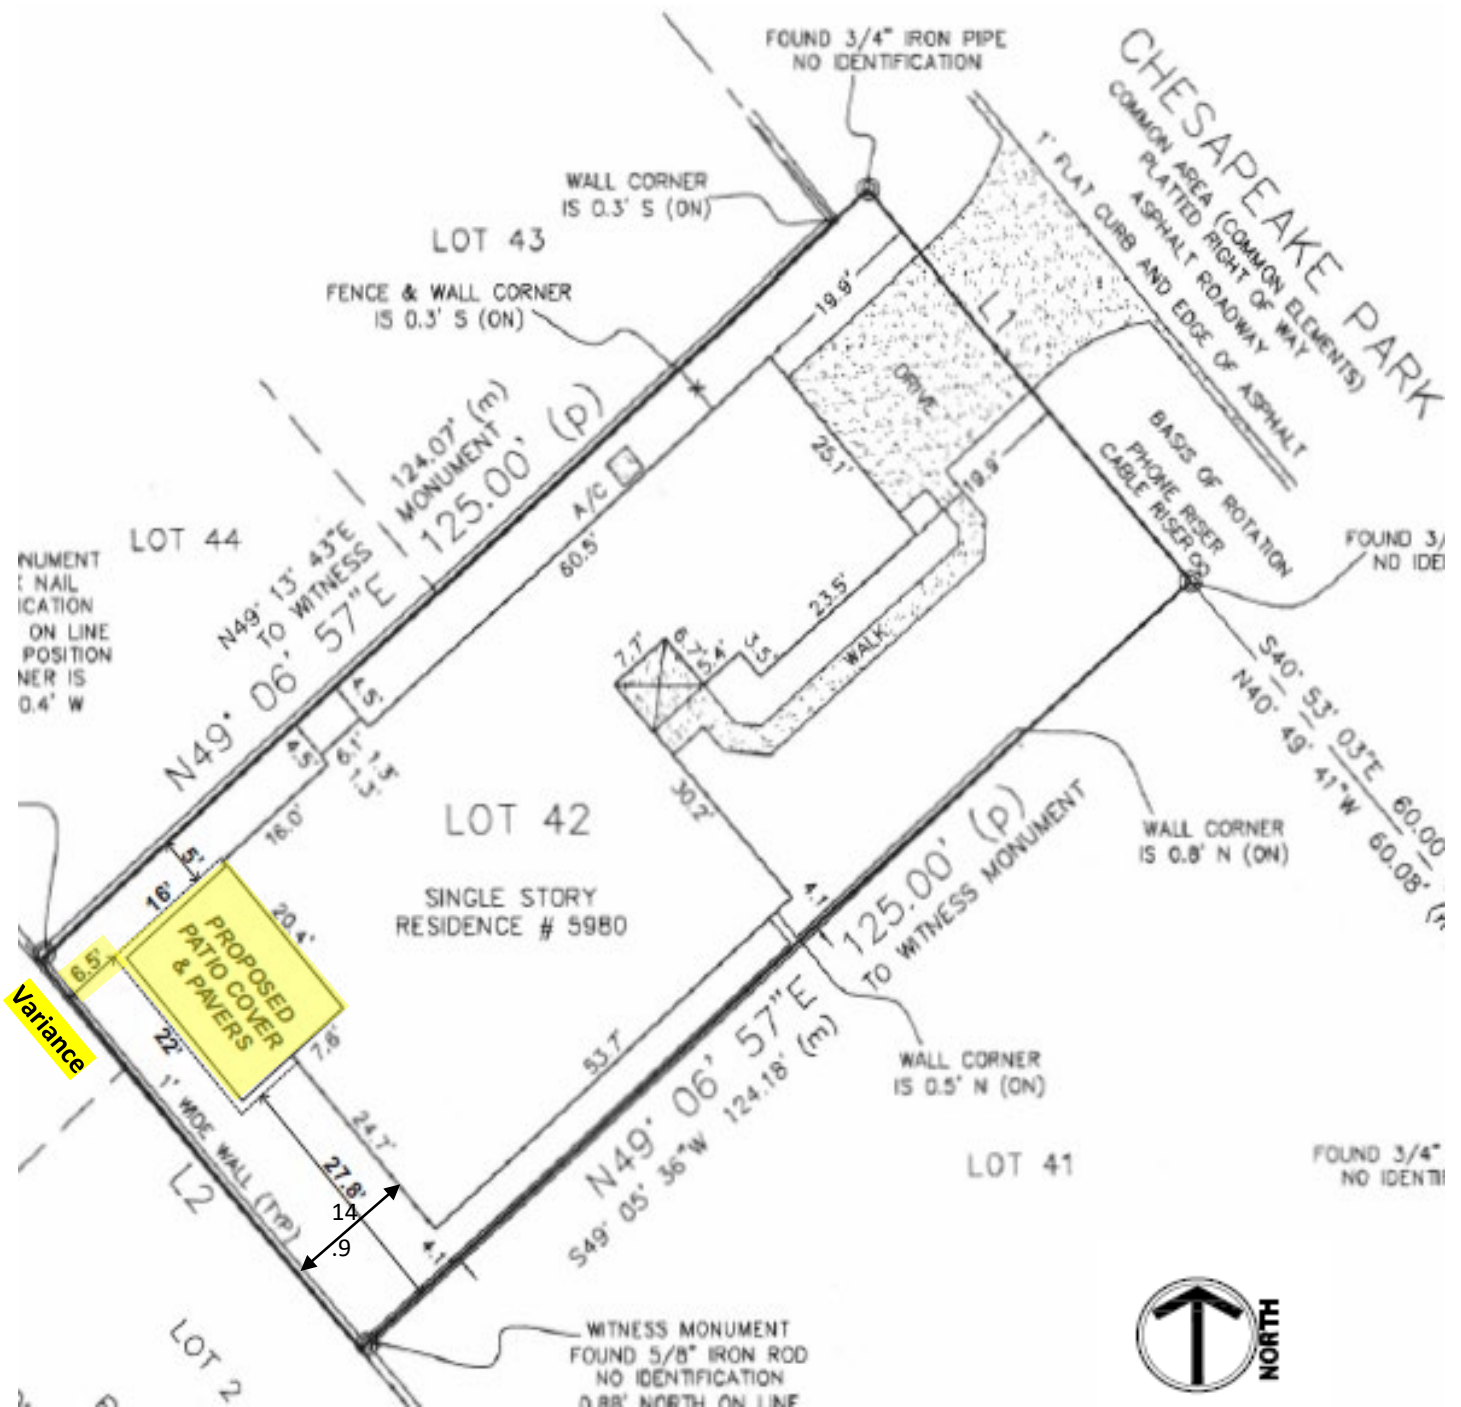 FOUND 3/4" IRON PIPE
NO IDENTIFICATION
CHESAPEAKE PARK
COMMON AREA (COMMON ELEMENTS)
PLATTED RIGHT OF WAY
ASPHALT ROADWAY
1' FLAT CURB AND EDGE OF ASPHALT
WALL CORNER
IS 0.3' S (ON)
LOT 43
FENCE & WALL CORNER
IS 0.3' S (ON)
19.9'
L1
DRIVE
25.1'
19.9'
BASIS OF ROTATION
PHONE RISER
CABLE RISER
FOUND 3/
NO IDE
124.07' (m)
MONUMENT
125.00' (p)
A/C
60.5'
LOT 44
N49° 13' 43"E
TO WITNESS
N49° 06' 57"E
NUMENT
NAIL
ICATION
ON LINE
POSITION
NER IS
0.4' W
23.5'
WALK
7.7'
6.7'
5.4'
3.5'
S40° 53' 03"E 60.00
N40° 49' 41"W 60.08'
4.5'
4.5'
6.1'
1.3'
1.3'
16.0'
30.2'
LOT 42
SINGLE STORY
RESIDENCE # 5980
WALL CORNER
IS 0.8' N (ON)
4.1
125.00' (p)
TO WITNESS MONUMENT
5'
16'
20.4'
PROPOSED
PATIO COVER
& PAVERS
6.5'
Variance
22'
7.6'
1' WIDE WALL (TYP)
L2
24.7'
27.8'
14
.9
53.7'
4.1
N49° 06' 57"E
S49° 05' 36"W 124.18' (m)
WALL CORNER
IS 0.5' N (ON)
LOT 41
FOUND 3/4"
NO IDENTI
LOT 2
WITNESS MONUMENT
FOUND 5/8" IRON ROD
NO IDENTIFICATION
0.88' NORTH ON LINE
NORTH